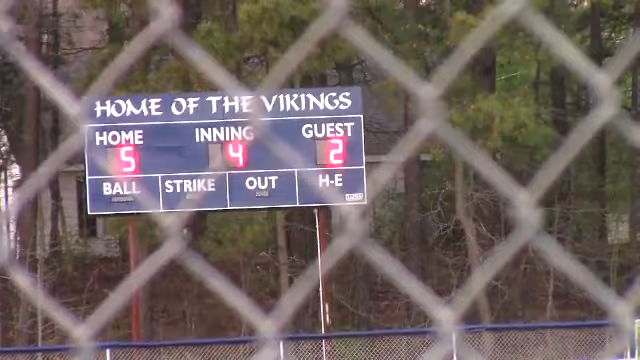 HOME OF THE VIKINGS
HOME INNING GUEST
5 4 2
BALL STRIKE OUT H-E